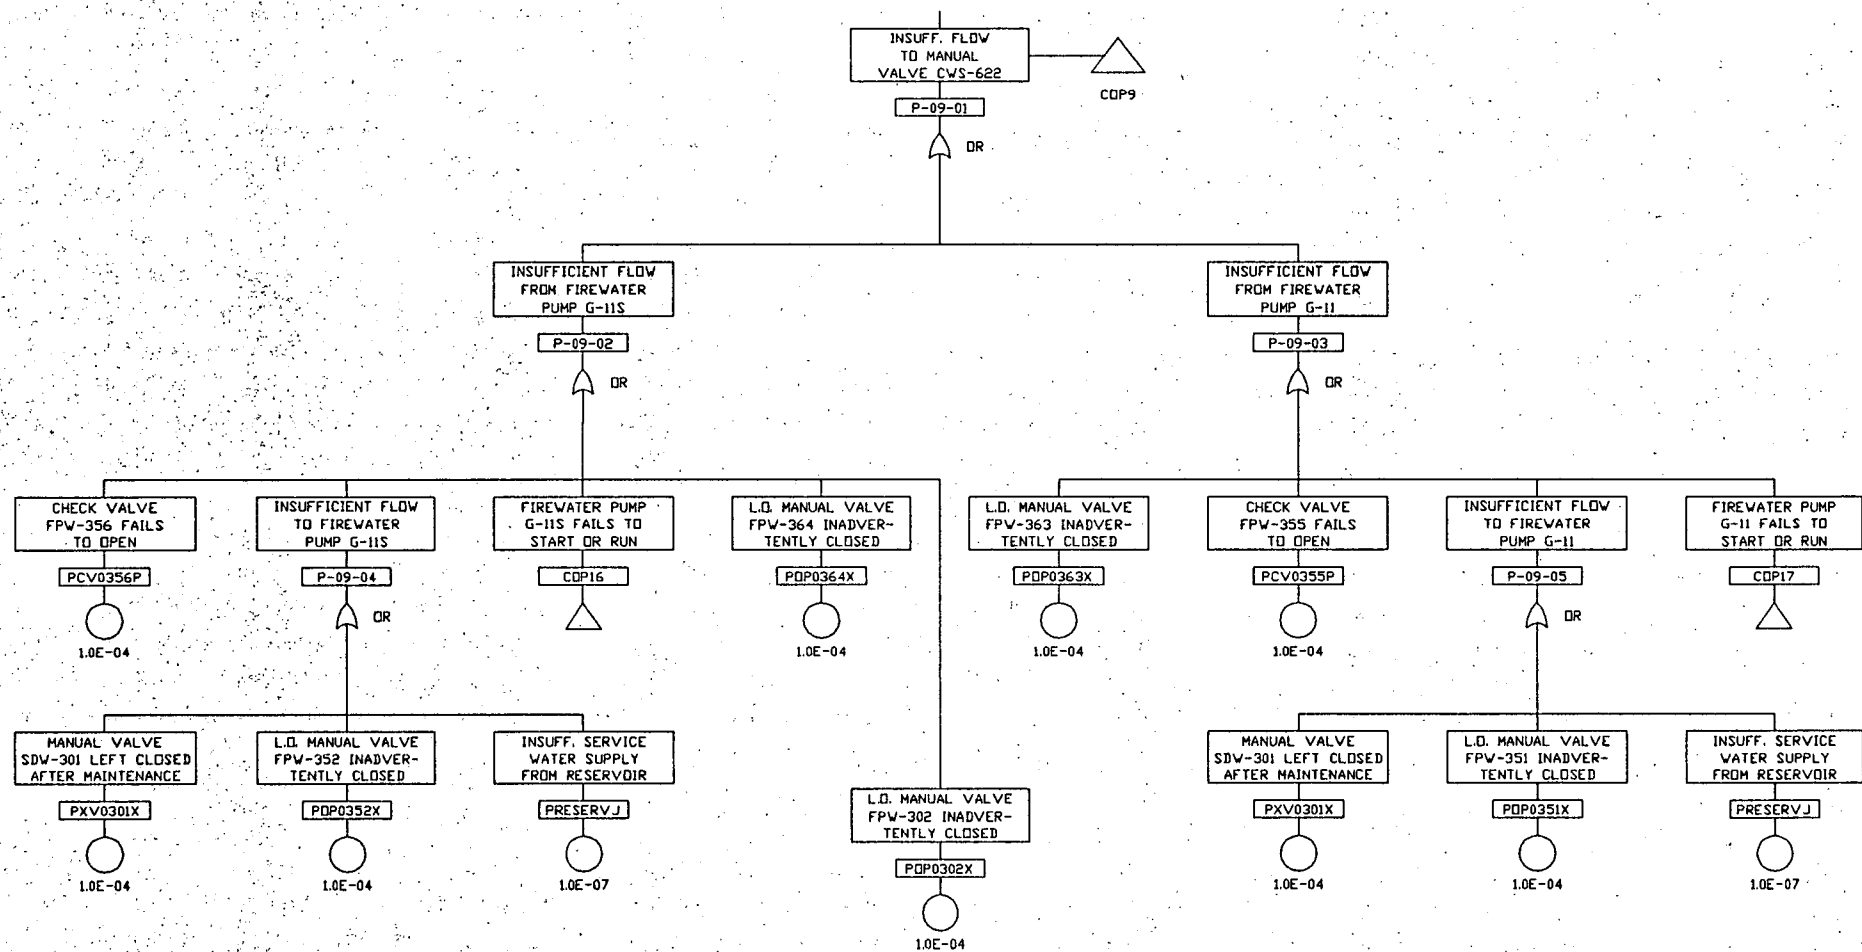 INSUFF. FLOW
TO MANUAL
VALVE CWS-622
COP9
P-09-01
OR
INSUFFICIENT FLOW
FROM FIREWATER
PUMP G-11S
P-09-02
OR
INSUFFICIENT FLOW
FROM FIREWATER
PUMP G-11
P-09-03
OR
CHECK VALVE
FPW-356 FAILS
TO OPEN
PCV0356P
1.0E-04
INSUFFICIENT FLOW
TO FIREWATER
PUMP G-11S
P-09-04
OR
FIREWATER PUMP
G-11S FAILS TO
START OR RUN
COP16
L.O. MANUAL VALVE
FPW-364 INADVER-
TENTLY CLOSED
POP0364X
1.0E-04
L.O. MANUAL VALVE
FPW-363 INADVER-
TENTLY CLOSED
POP0363X
1.0E-04
CHECK VALVE
FPW-355 FAILS
TO OPEN
PCV0355P
1.0E-04
INSUFFICIENT FLOW
TO FIREWATER
PUMP G-11
P-09-05
OR
FIREWATER PUMP
G-11 FAILS TO
START OR RUN
COP17
MANUAL VALVE
SDW-301 LEFT CLOSED
AFTER MAINTENANCE
PXV0301X
1.0E-04
L.O. MANUAL VALVE
FPW-352 INADVER-
TENTLY CLOSED
POP0352X
1.0E-04
INSUFF. SERVICE
WATER SUPPLY
FROM RESERVOIR
PRESERVJ
1.0E-07
L.O. MANUAL VALVE
FPW-302 INADVER-
TENTLY CLOSED
POP0302X
1.0E-04
MANUAL VALVE
SDW-301 LEFT CLOSED
AFTER MAINTENANCE
PXV0301X
1.0E-04
L.O. MANUAL VALVE
FPW-351 INADVER-
TENTLY CLOSED
POP0351X
1.0E-04
INSUFF. SERVICE
WATER SUPPLY
FROM RESERVOIR
PRESERVJ
1.0E-07